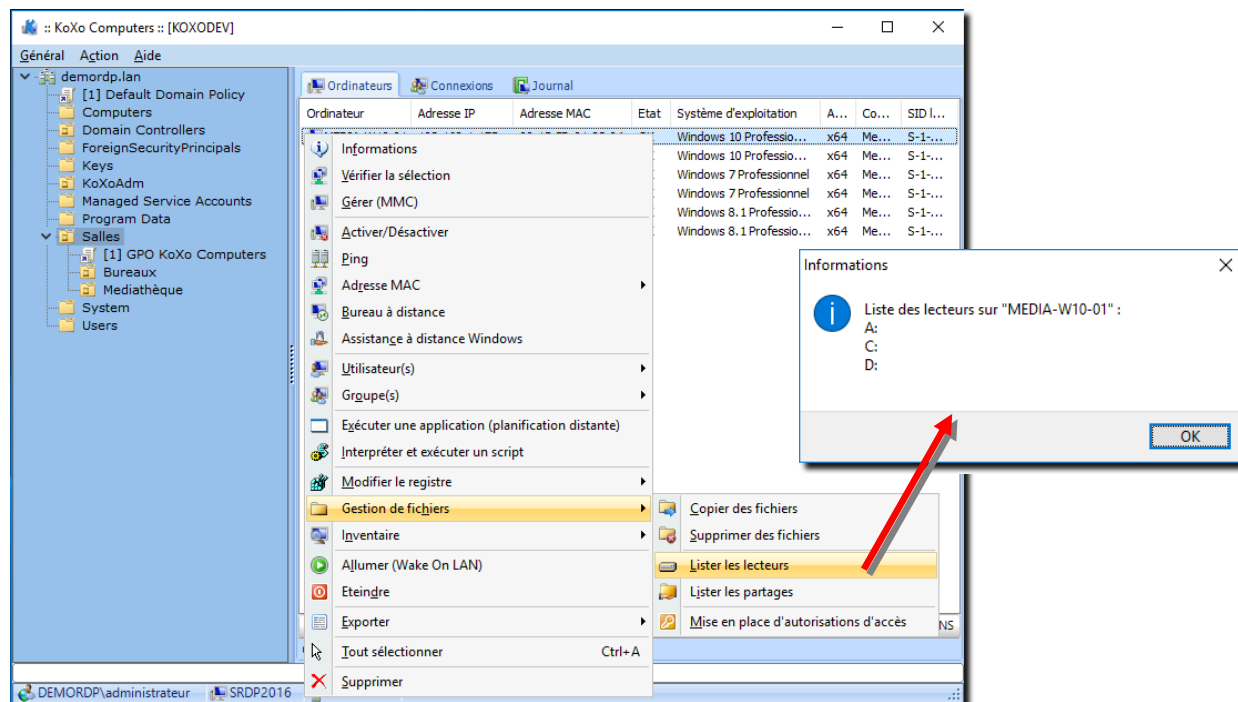 :: KoXo Computers :: [KOXODEV]
Général Action Aide
demordp.lan
[1] Default Domain Policy
Computers
Domain Controllers
ForeignSecurityPrincipals
Keys
KoXoAdm
Managed Service Accounts
Program Data
Salles
[1] GPO KoXo Computers
Bureaux
Mediathèque
System
Users
Ordinateurs Connexions Journal
Ordinateur Adresse IP Adresse MAC Etat Système d'exploitation A... Co... SID l...
Windows 10 Professio... x64 Me... S-1-...
Windows 10 Professio... x64 Me... S-1-...
Windows 7 Professionnel x64 Me... S-1-...
Windows 7 Professionnel x64 Me... S-1-...
Windows 8.1 Professio... x64 Me... S-1-...
Windows 8.1 Professio... x64 Me... S-1-...
Informations
Vérifier la sélection
Gérer (MMC)
Activer/Désactiver
Ping
Adresse MAC
Bureau à distance
Assistance à distance Windows
Utilisateur(s)
Groupe(s)
Exécuter une application (planification distante)
Interpréter et exécuter un script
Modifier le registre
Gestion de fichiers
Inventaire
Allumer (Wake On LAN)
Eteindre
Exporter
Tout sélectionner Ctrl+A
Supprimer
Copier des fichiers
Supprimer des fichiers
Lister les lecteurs
Lister les partages
Mise en place d'autorisations d'accès
NS
Informations
Liste des lecteurs sur "MEDIA-W10-01" :
A:
C:
D:
OK
DEMORDP\administrateur SRDP2016